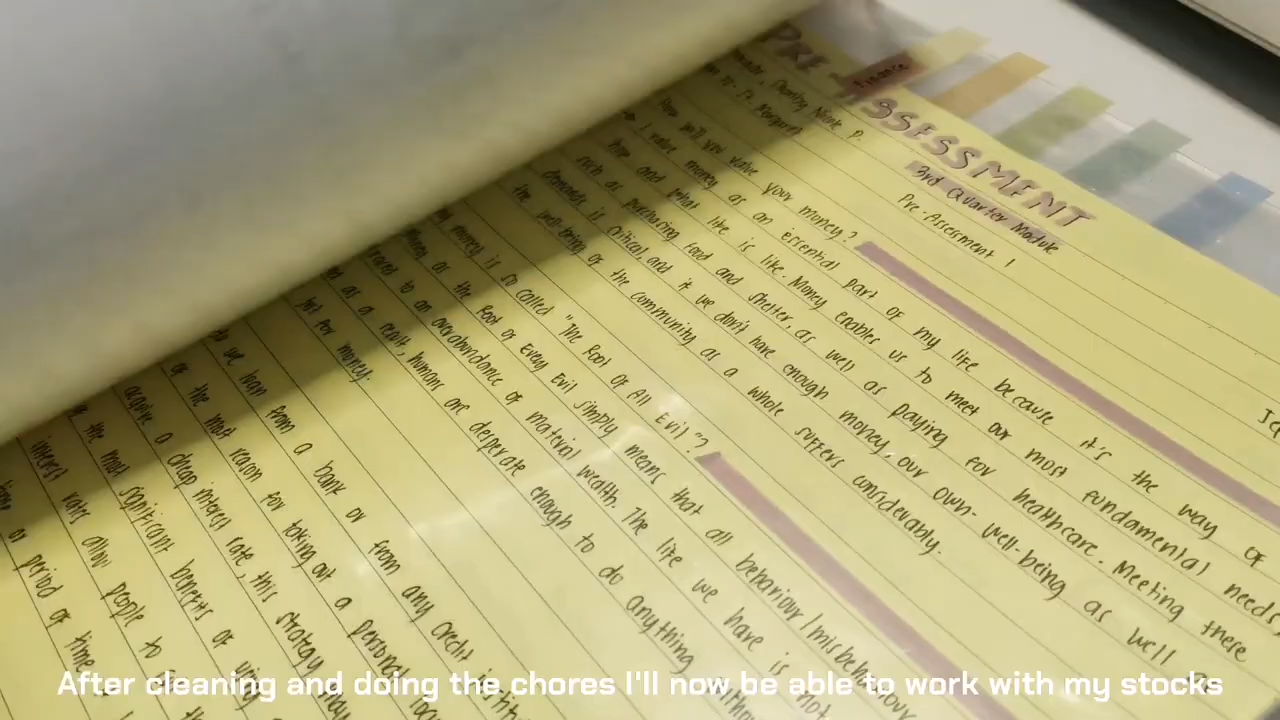 PRE - ASSESSMENT
Finance
3rd Quarter Module
Pre-Assessment 1
How will you value your money?
I value money as an essential part of my life because it's the way of
and what life is like. Money enables us to meet our most fundamental needs,
such as purchasing food and shelter, as well as paying for healthcare. Meeting these
demands is critical, and if we don't have enough money, our own well-being as well
the well-being of the community as a whole suffers considerably.
money is so called "The Root Of All Evil"?
as the Root of Every Evil simply means that all behaviour/misbehaviour
to an overabundance of material wealth. The life we have is not
as a result, humans are desperate enough to do anything
just for money.
we loan from a bank or from any credit
of the most reason for taking out a personal
acquire a cheap interest rate, this strategy may
the most significant benefits of
interest rates allow people to
period of time
After cleaning and doing the chores I'll now be able to work with my stocks